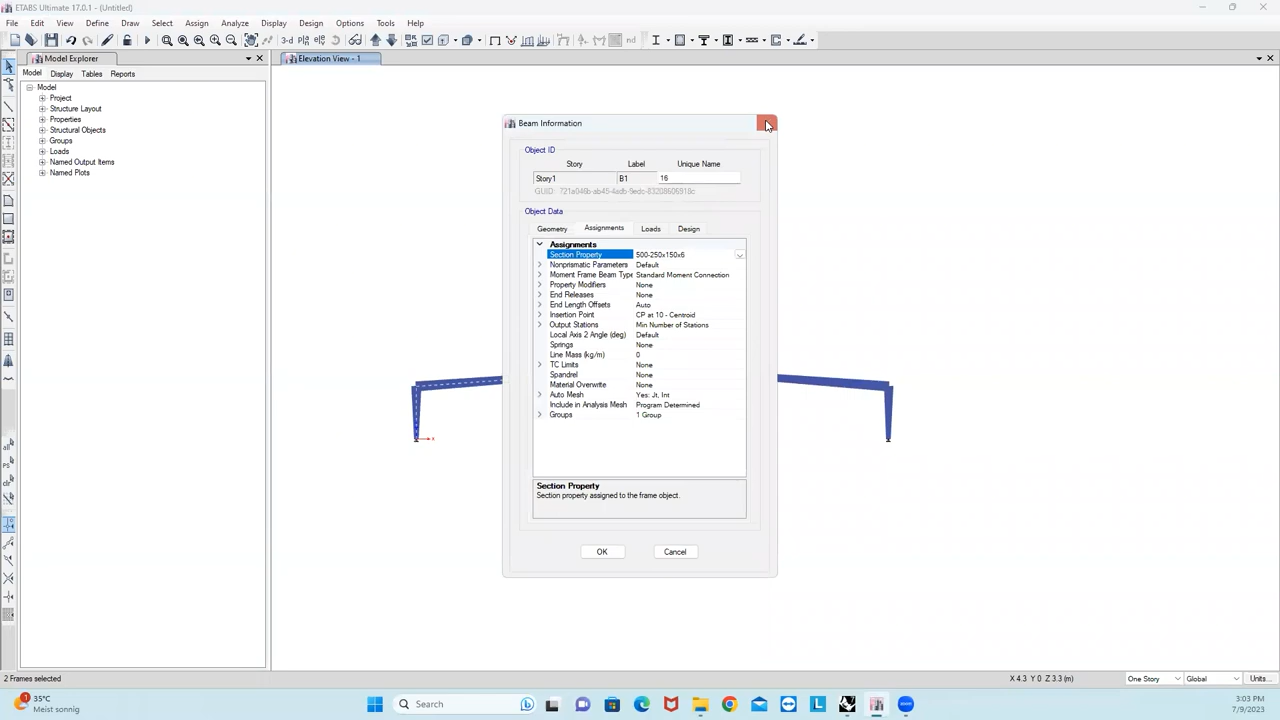 ETABS Ultimate 17.0.1 - (Untitled)
File Edit View Define Draw Select Assign Analyze Display Design Options Tools Help
3-d nd
Model Explorer
Elevation View - 1
Model Display Tables Reports
Model
Project
Structure Layout
Properties
Structural Objects
Groups
Loads
Named Output Items
Named Plots
all
PS
clr
Beam Information
Object ID
Story Label Unique Name
Story1 B1 16
Object Data
Geometry Assignments Loads Design
Assignments
Section Property 500-250x150x6
Nonprismatic Parameters Default
Moment Frame Beam Type Standard Moment Connection
Property Modifiers None
End Releases None
End Length Offsets Auto
Insertion Point CP at 10 - Centroid
Output Stations Min Number of Stations
Local Axis 2 Angle (deg) Default
Springs None
Line Mass (kg/m) 0
TC Limits None
Spandrel None
Material Overwrite None
Auto Mesh Yes: Jt, Int
Include in Analysis Mesh Program Determined
Groups 1 Group
Section Property
Section property assigned to the frame object.
OK Cancel
2 Frames selected
X 4.3 Y 0 Z 3.3 (m)
One Story
Global
Units...
35°C
Meist sonnig
Search
3:03 PM
7/9/2023